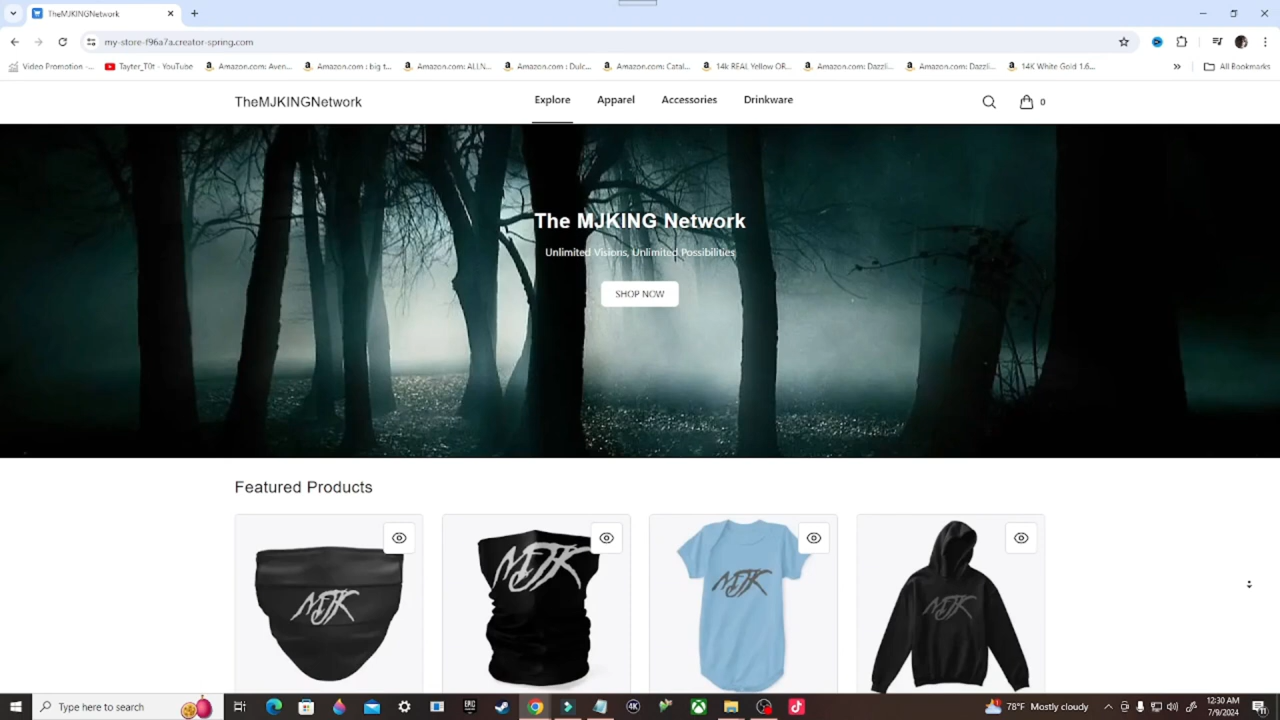 TheMJKINGNetwork
my-store-f96a7a.creator-spring.com
Video Promotion -...
Tayter_T0t - YouTube
Amazon.com: Aven...
Amazon.com : big t...
Amazon.com: ALLN...
Amazon.com : Dulc...
Amazon.com: Catal...
14k REAL Yellow OR...
Amazon.com: Dazzli...
Amazon.com: Dazzli...
14K White Gold 1.6...
»
All Bookmarks
TheMJKINGNetwork
Explore
Apparel
Accessories
Drinkware
0
The MJKING Network
Unlimited Visions, Unlimited Possibilities
SHOP NOW
Featured Products
MJK
MJK
MJK
MJK
Type here to search
EPIC
GAMES
4K
78°F Mostly cloudy
12:30 AM
7/9/2024